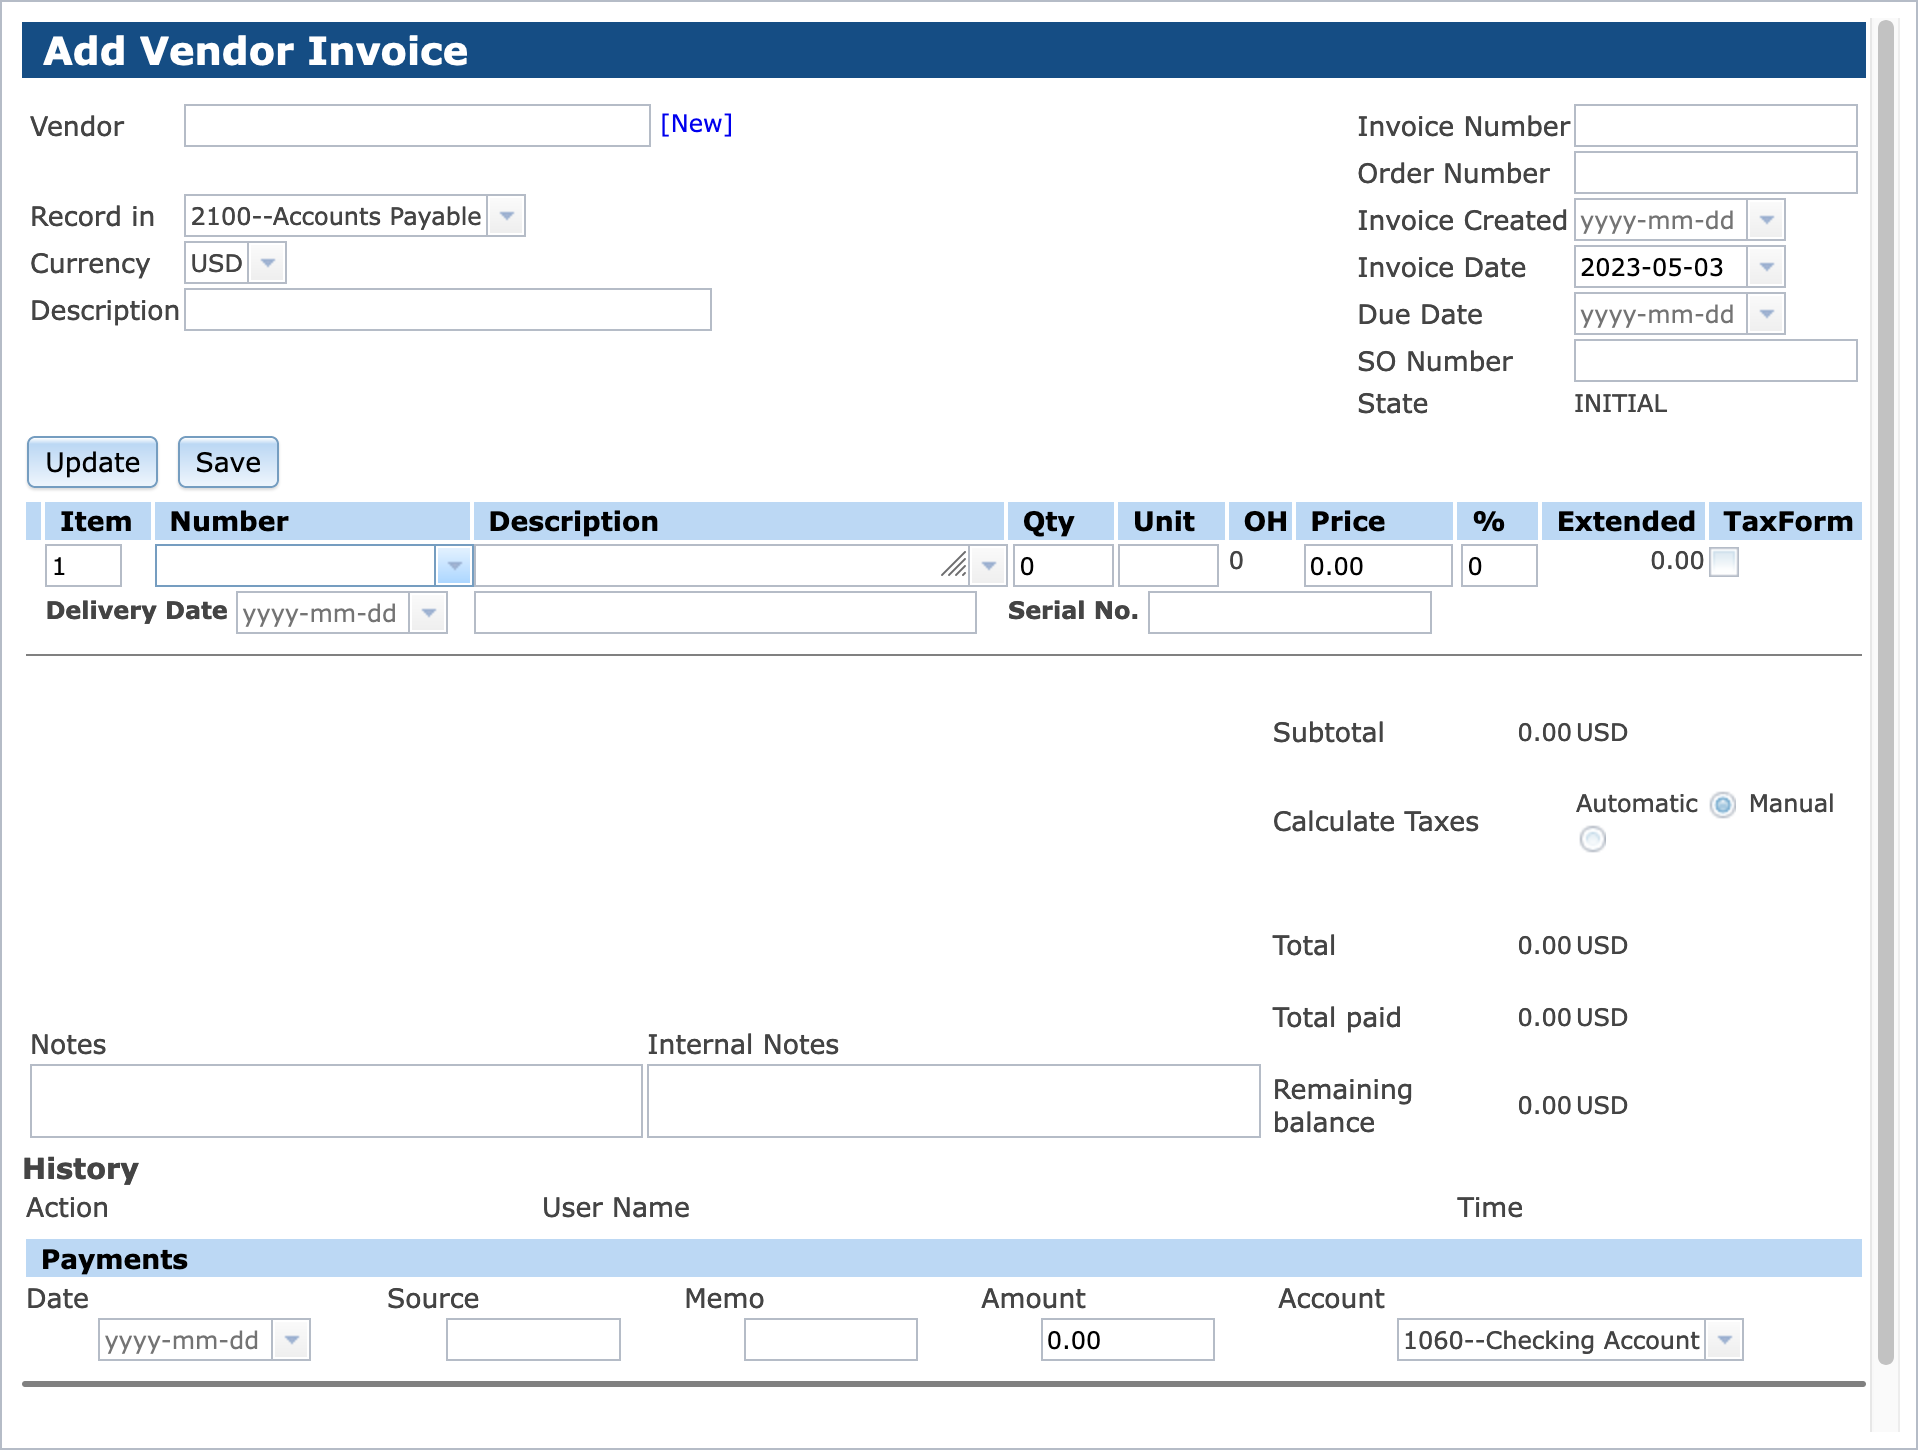 Add Vendor Invoice
Vendor [New]
Invoice Number
Order Number
Record in 2100--Accounts Payable
Invoice Created yyyy-mm-dd
Currency USD
Invoice Date 2023-05-03
Description
Due Date yyyy-mm-dd
SO Number
State INITIAL
Update Save
Item Number Description Qty Unit OH Price % Extended TaxForm
1 0 0 0.00 0 0.00
Delivery Date yyyy-mm-dd Serial No.
Subtotal 0.00 USD
Calculate Taxes Automatic Manual
Total 0.00 USD
Total paid 0.00 USD
Notes Internal Notes
Remaining balance 0.00 USD
History
Action User Name Time
Payments
Date Source Memo Amount Account
yyyy-mm-dd 0.00 1060--Checking Account